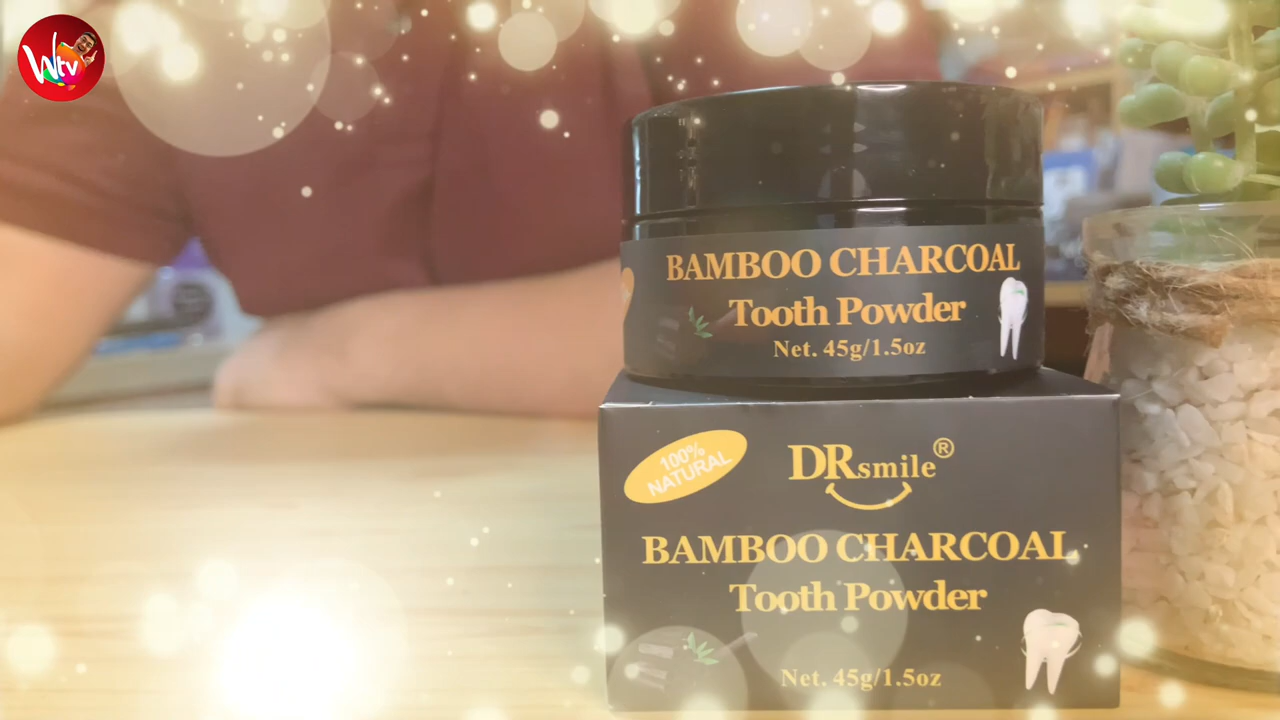 Wtv
BAMBOO CHARCOAL
Tooth Powder
Net. 45g/1.5oz
100%
NATURAL
DRsmile®
BAMBOO CHARCOAL
Tooth Powder
Net. 45g/1.5oz